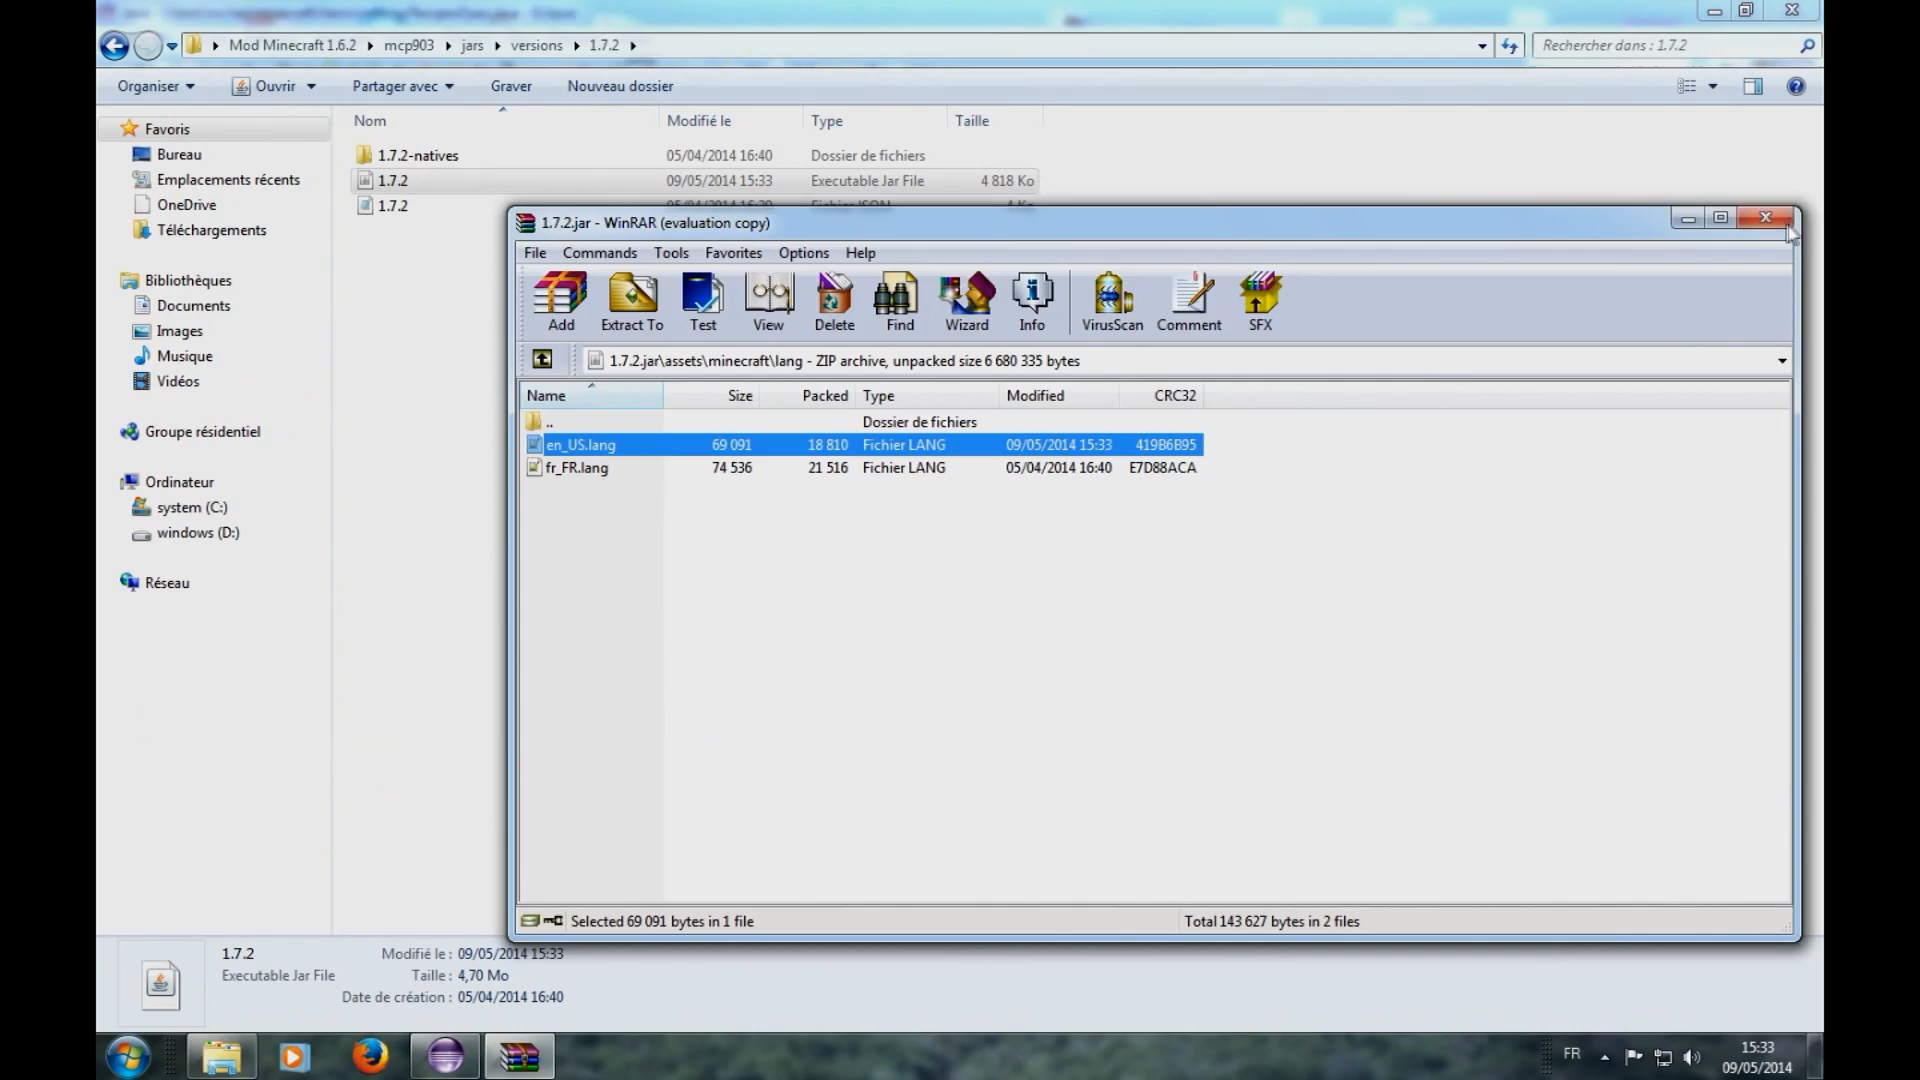 Mod Minecraft 1.6.2 mcp903 jars versions 1.7.2
Rechercher dans : 1.7.2
Organiser Ouvrir Partager avec Graver Nouveau dossier
Nom Modifié le Type Taille
1.7.2-natives 05/04/2014 16:40 Dossier de fichiers
1.7.2 09/05/2014 15:33 Executable Jar File 4 818 Ko
1.7.2
Favoris
Bureau
Emplacements récents
OneDrive
Téléchargements
Bibliothèques
Documents
Images
Musique
Vidéos
Groupe résidentiel
Ordinateur
system (C:)
windows (D:)
Réseau
1.7.2.jar - WinRAR (evaluation copy)
File Commands Tools Favorites Options Help
Add Extract To Test View Delete Find Wizard Info VirusScan Comment SFX
1.7.2.jar\assets\minecraft\lang - ZIP archive, unpacked size 6 680 335 bytes
Name Size Packed Type Modified CRC32
.. Dossier de fichiers
en_US.lang 69 091 18 810 Fichier LANG 09/05/2014 15:33 419B6B95
fr_FR.lang 74 536 21 516 Fichier LANG 05/04/2014 16:40 E7D88ACA
Selected 69 091 bytes in 1 file
Total 143 627 bytes in 2 files
1.7.2 Modifié le : 09/05/2014 15:33
Executable Jar File Taille : 4,70 Mo
Date de création : 05/04/2014 16:40
FR
15:33
09/05/2014